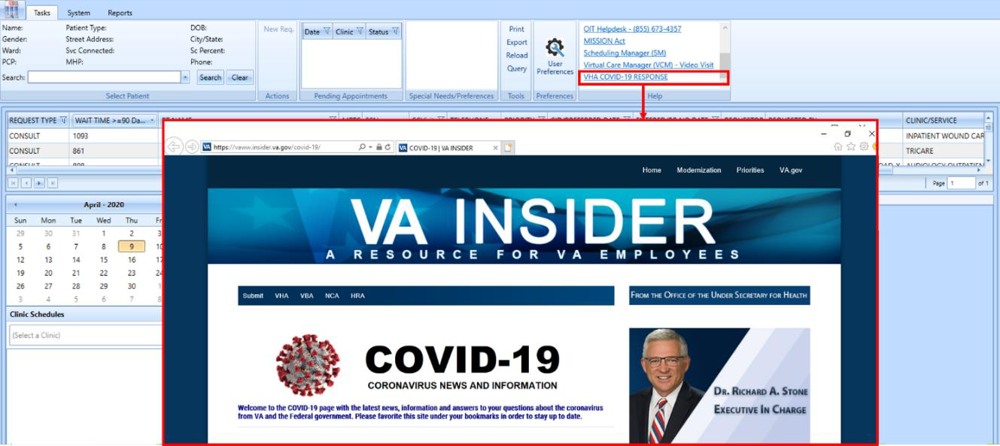 Tasks System Reports
Name: Patient Type: DOB:
Gender: Street Address: City/State:
Ward: Svc Connected: Sc Percent:
PCP: MHP: Phone:
Search: Search Clear
Select Patient
New Req.
Actions
Date Clinic Status
Pending Appointments
Special Needs/Preferences
Print
Export
Reload
Query
Tools
User
Preferences
Preferences
OIT Helpdesk - (855) 673-4357
MISSION Act
Scheduling Manager (SM)
Virtual Care Manager (VCM) - Video Visit
VHA COVID-19 RESPONSE
Help
REQUEST TYPE WAIT TIME >=90 Da... CLINIC/SERVICE
CONSULT 1093 INPATIENT WOUND CAR
CONSULT 861 TRICARE
Page 1 of 1
April - 2020
Sun Mon Tue Wed Thu Fr
29 30 31 1 2 3
5 6 7 8 9 10
12 13 14 15 16 17
19 20 21 22 23 24
26 27 28 29 30 1
3 4 5 6 7 8
Clinic Schedules
(Select a Clinic)
https://vaww.insider.va.gov/covid-19/ COVID-19 | VA INSIDER
Home Modernization Priorities VA.gov
VA INSIDER
A RESOURCE FOR VA EMPLOYEES
Submit VHA VBA NCA HRA
FROM THE OFFICE OF THE UNDER SECRETARY FOR HEALTH
COVID-19
CORONAVIRUS NEWS AND INFORMATION
Welcome to the COVID-19 page with the latest news, information and answers to your questions about the coronavirus
from VA and the Federal government. Please favorite this site under your bookmarks in order to stay up to date.
DR. RICHARD A. STONE
EXECUTIVE IN CHARGE